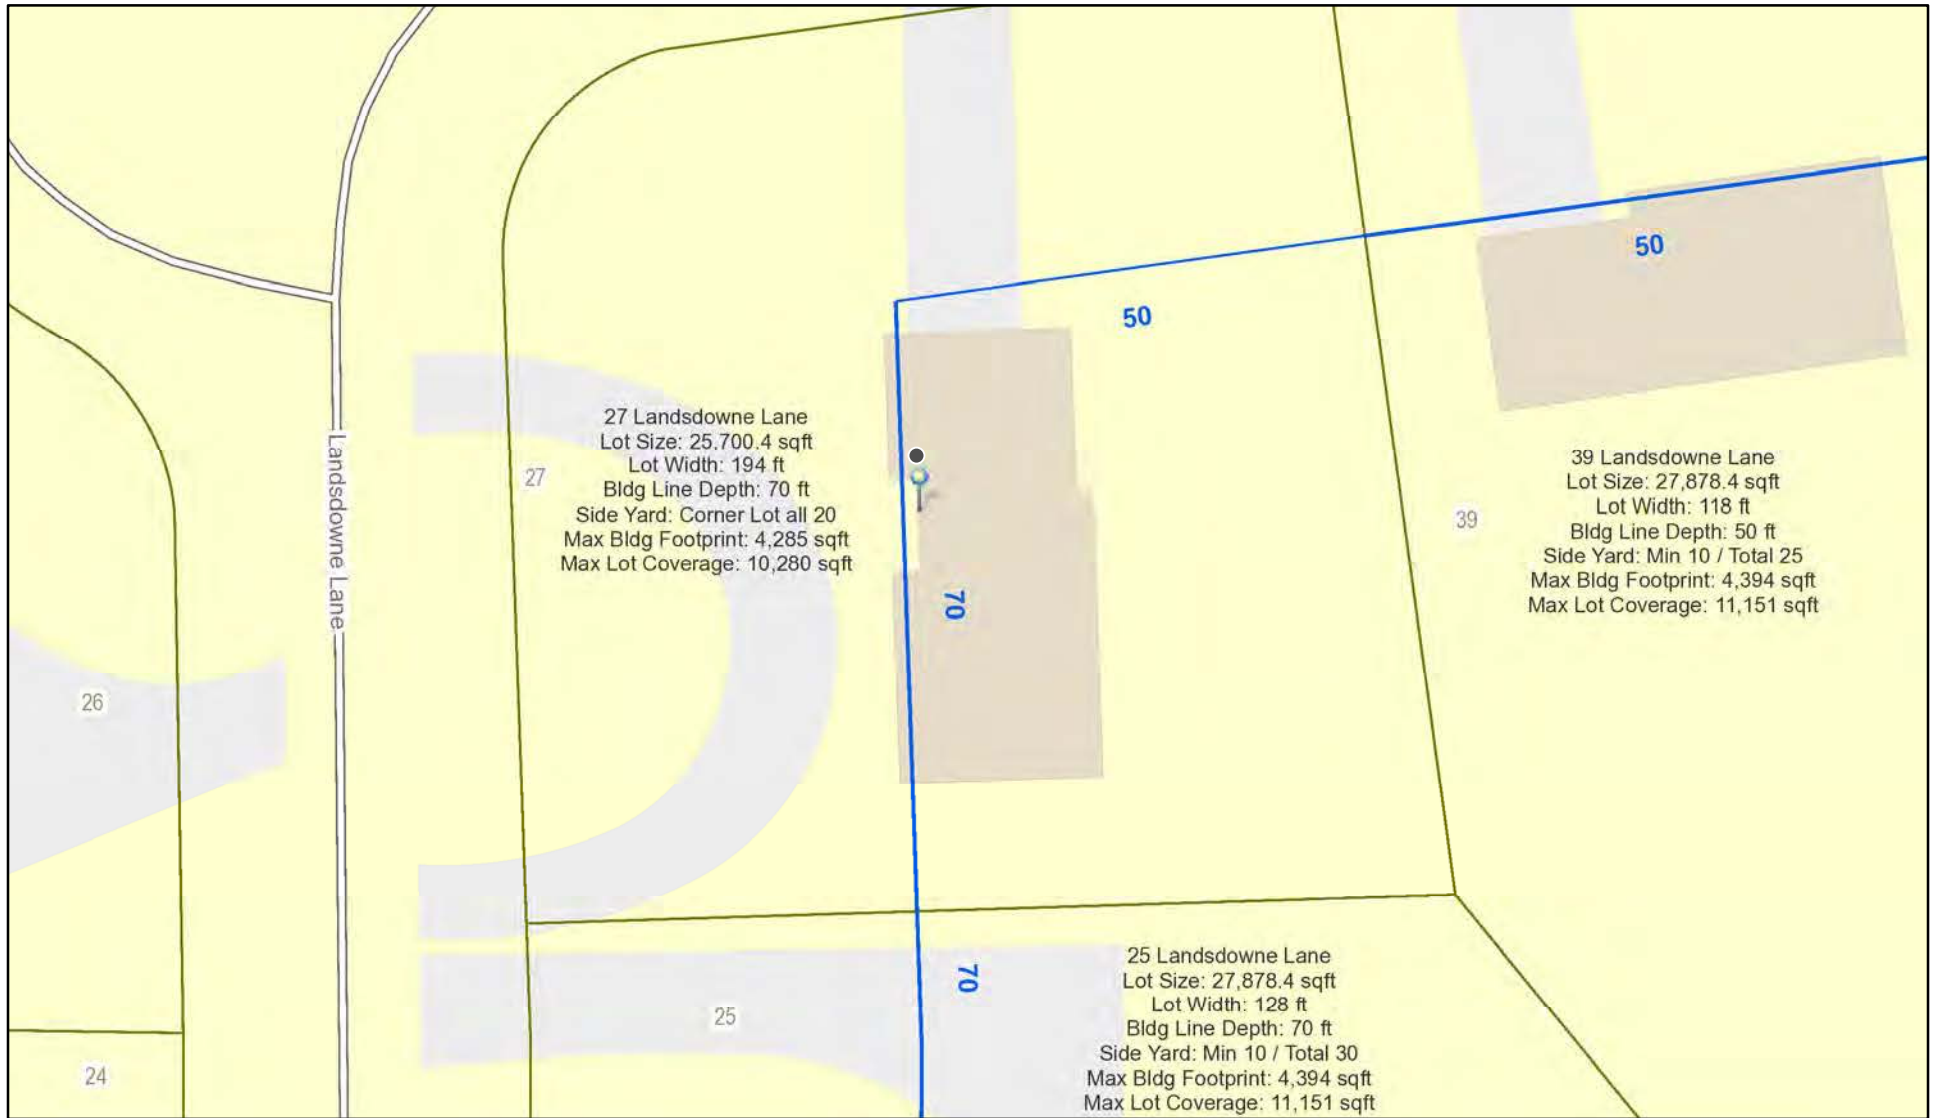 50
50
27 Landsdowne Lane
Lot Size: 25.700.4 sqft
Lot Width: 194 ft
Bldg Line Depth: 70 ft
Side Yard: Corner Lot all 20
Max Bldg Footprint: 4,285 sqft
Max Lot Coverage: 10,280 sqft
27
Landsdowne Lane
39 Landsdowne Lane
Lot Size: 27,878.4 sqft
Lot Width: 118 ft
Bldg Line Depth: 50 ft
Side Yard: Min 10 / Total 25
Max Bldg Footprint: 4,394 sqft
Max Lot Coverage: 11,151 sqft
39
70
26
70
25 Landsdowne Lane
Lot Size: 27,878.4 sqft
Lot Width: 128 ft
Bldg Line Depth: 70 ft
Side Yard: Min 10 / Total 30
Max Bldg Footprint: 4,394 sqft
Max Lot Coverage: 11,151 sqft
25
24